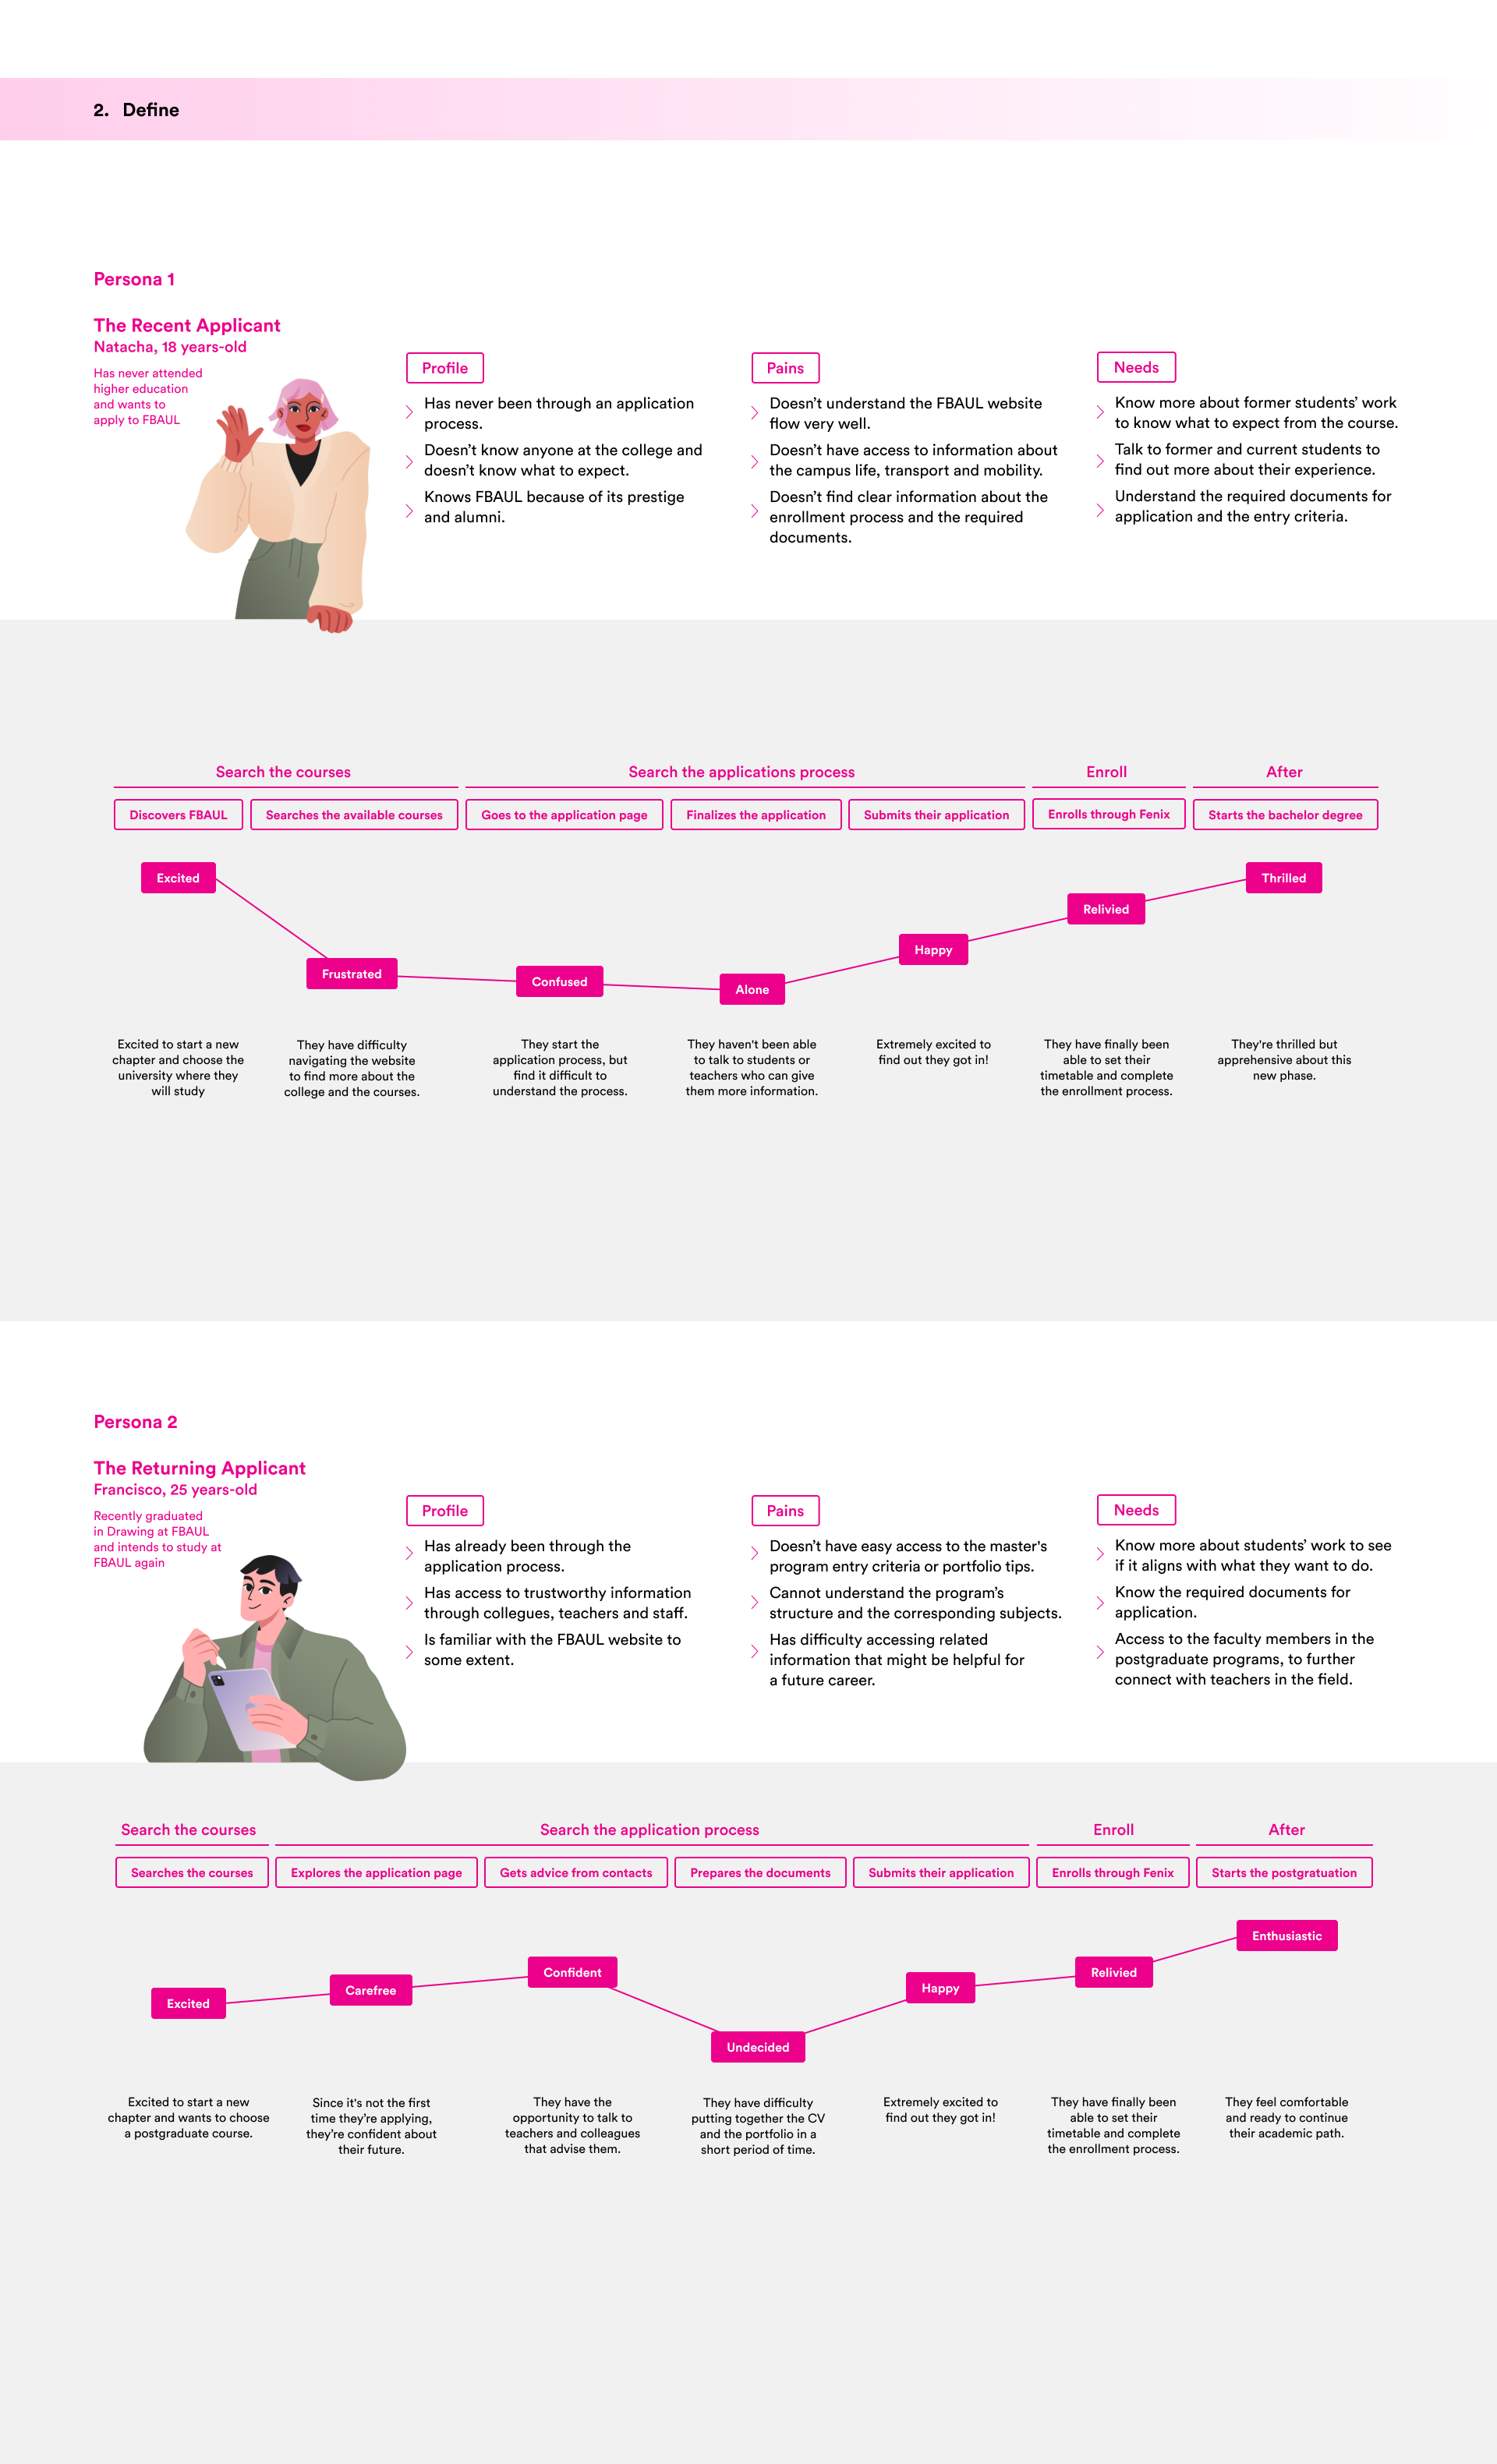 2. Define
Persona 1
The Recent Applicant
Natacha, 18 years-old
Has never attended
higher education
and wants to
apply to FBAUL
Profile
Has never been through an application
process.
Doesn’t know anyone at the college and
doesn’t know what to expect.
Knows FBAUL because of its prestige
and alumni.
Pains
Doesn’t understand the FBAUL website
flow very well.
Doesn’t have access to information about
the campus life, transport and mobility.
Doesn’t find clear information about the
enrollment process and the required
documents.
Needs
Know more about former students’ work
to know what to expect from the course.
Talk to former and current students to
find out more about their experience.
Understand the required documents for
application and the entry criteria.
Search the courses
Search the applications process
Enroll
After
Discovers FBAUL
Searches the available courses
Goes to the application page
Finalizes the application
Submits their application
Enrolls through Fenix
Starts the bachelor degree
Excited
Frustrated
Confused
Alone
Happy
Relivied
Thrilled
Excited to start a new
chapter and choose the
university where they
will study
They have difficulty
navigating the website
to find more about the
college and the courses.
They start the
application process, but
find it difficult to
understand the process.
They haven't been able
to talk to students or
teachers who can give
them more information.
Extremely excited to
find out they got in!
They have finally been
able to set their
timetable and complete
the enrollment process.
They're thrilled but
apprehensive about this
new phase.
Persona 2
The Returning Applicant
Francisco, 25 years-old
Recently graduated
in Drawing at FBAUL
and intends to study at
FBAUL again
Profile
Has already been through the
application process.
Has access to trustworthy information
through collegues, teachers and staff.
Is familiar with the FBAUL website to
some extent.
Pains
Doesn’t have easy access to the master's
program entry criteria or portfolio tips.
Cannot understand the program’s
structure and the corresponding subjects.
Has difficulty accessing related
information that might be helpful for
a future career.
Needs
Know more about students’ work to see
if it aligns with what they want to do.
Know the required documents for
application.
Access to the faculty members in the
postgraduate programs, to further
connect with teachers in the field.
Search the courses
Search the application process
Enroll
After
Searches the courses
Explores the application page
Gets advice from contacts
Prepares the documents
Submits their application
Enrolls through Fenix
Starts the postgratuation
Excited
Carefree
Confident
Undecided
Happy
Relivied
Enthusiastic
Excited to start a new
chapter and wants to choose
a postgraduate course.
Since it's not the first
time they’re applying,
they’re confident about
their future.
They have the
opportunity to talk to
teachers and colleagues
that advise them.
They have difficulty
putting together the CV
and the portfolio in a
short period of time.
Extremely excited to
find out they got in!
They have finally been
able to set their
timetable and complete
the enrollment process.
They feel comfortable
and ready to continue
their academic path.